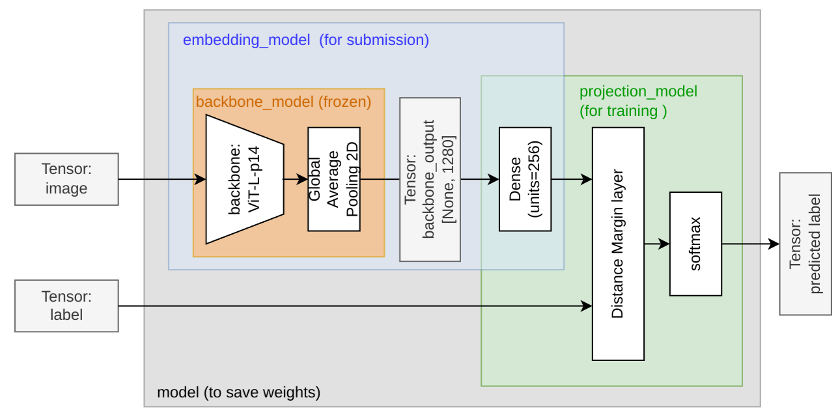 embedding_model (for submission)
projection_model
(for training )
backbone_model (frozen)
Tensor:
image
backbone:
ViT-L-p14
Global
Average
Pooling 2D
Tensor:
backbone_output
[None, 1280]
Dense
(units=256)
Distance Margin layer
softmax
Tensor:
predicted label
Tensor:
label
model (to save weights)